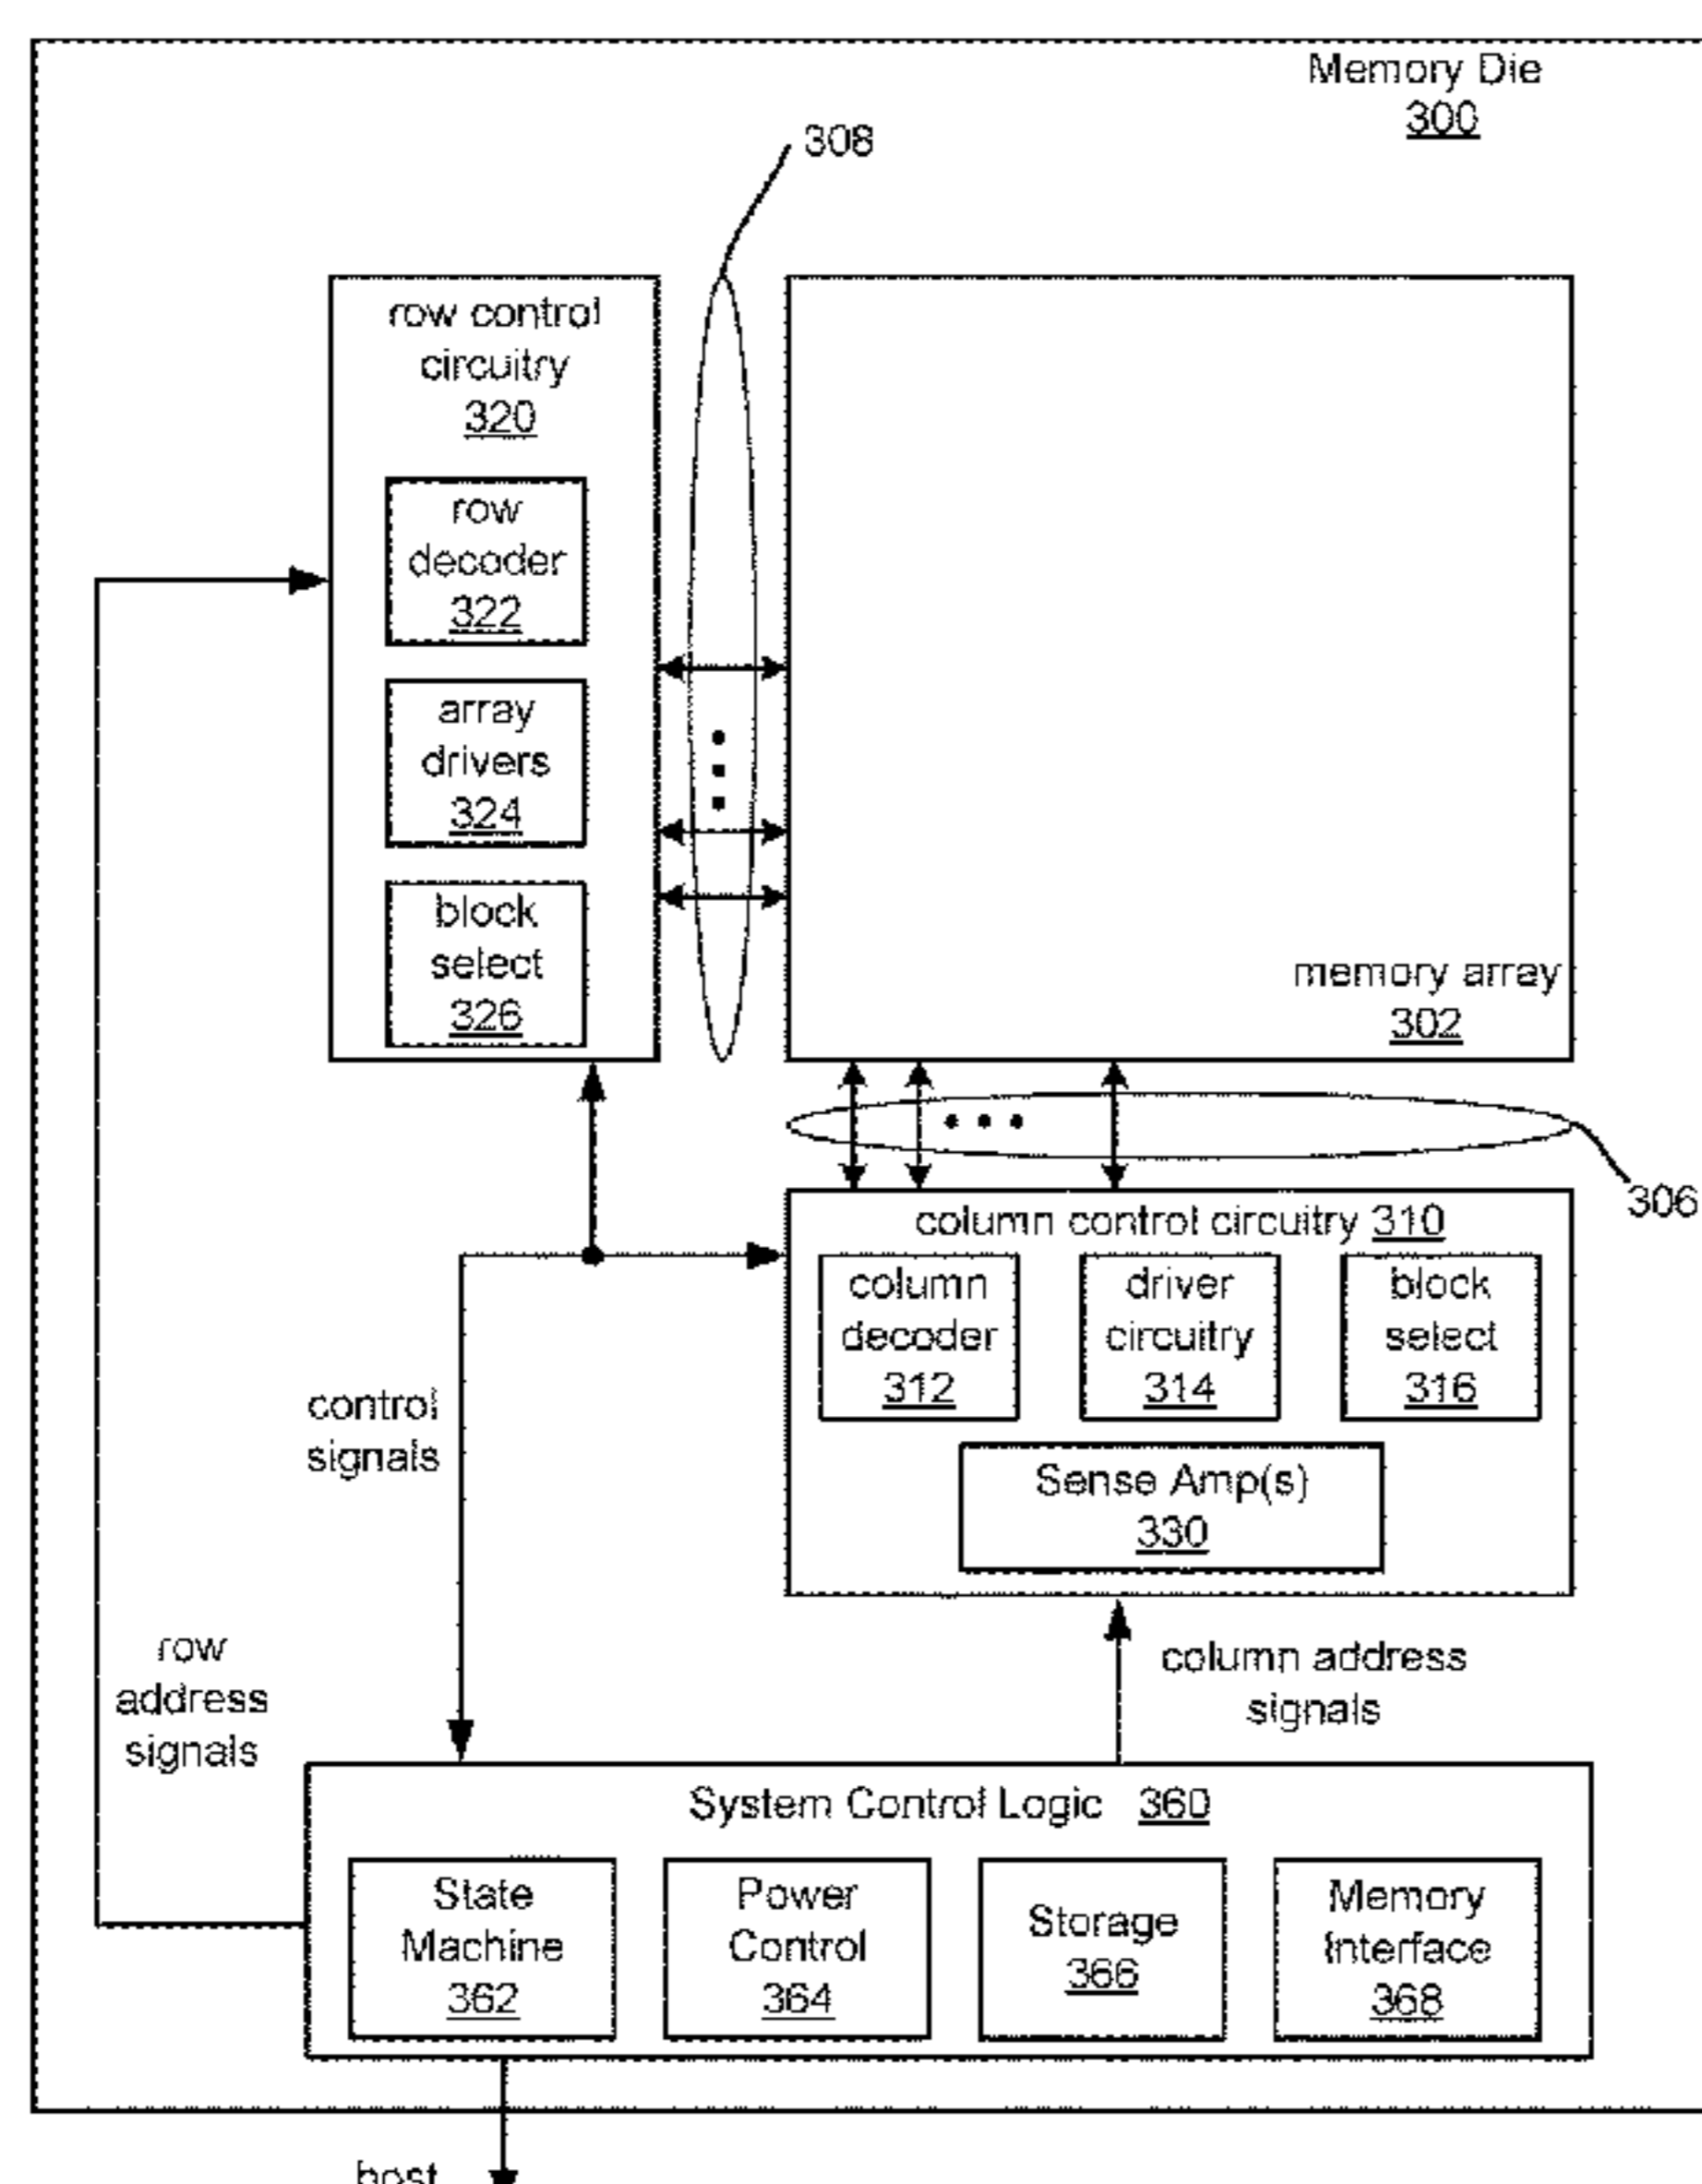 Memory Die
300
308
row control
circuitry
320
row
decoder
322
array
drivers
324
block
select
326
memory array
302
306
column control circuitry 310
column
decoder
312
driver
circuitry
314
block
select
316
Sense Amp(s)
330
control
signals
row
address
signals
column address
signals
System Control Logic 360
State
Machine
362
Power
Control
364
Storage
366
Memory
Interface
368
host